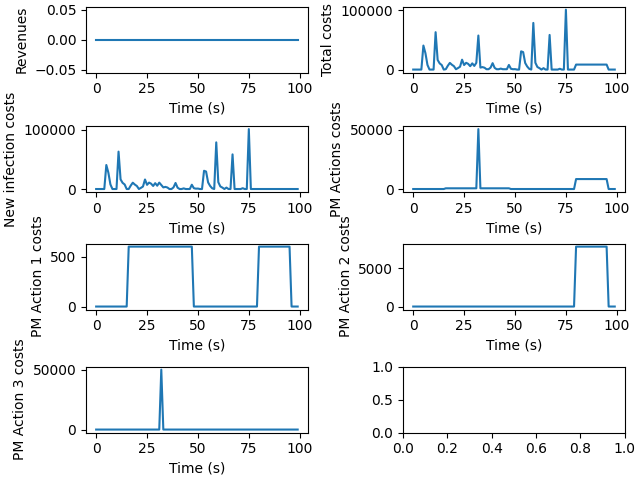 Revenues
0.05
0.00
−0.05
0 25 50 75 100
Time (s)
Total costs
100000
0
0 25 50 75 100
Time (s)
New infection costs
100000
0
0 25 50 75 100
Time (s)
PM Actions costs
50000
0
0 25 50 75 100
Time (s)
PM Action 1 costs
500
0
0 25 50 75 100
Time (s)
PM Action 2 costs
5000
0
0 25 50 75 100
Time (s)
PM Action 3 costs
50000
0
0 25 50 75 100
Time (s)
1.0
0.5
0.0
0.0 0.2 0.4 0.6 0.8 1.0